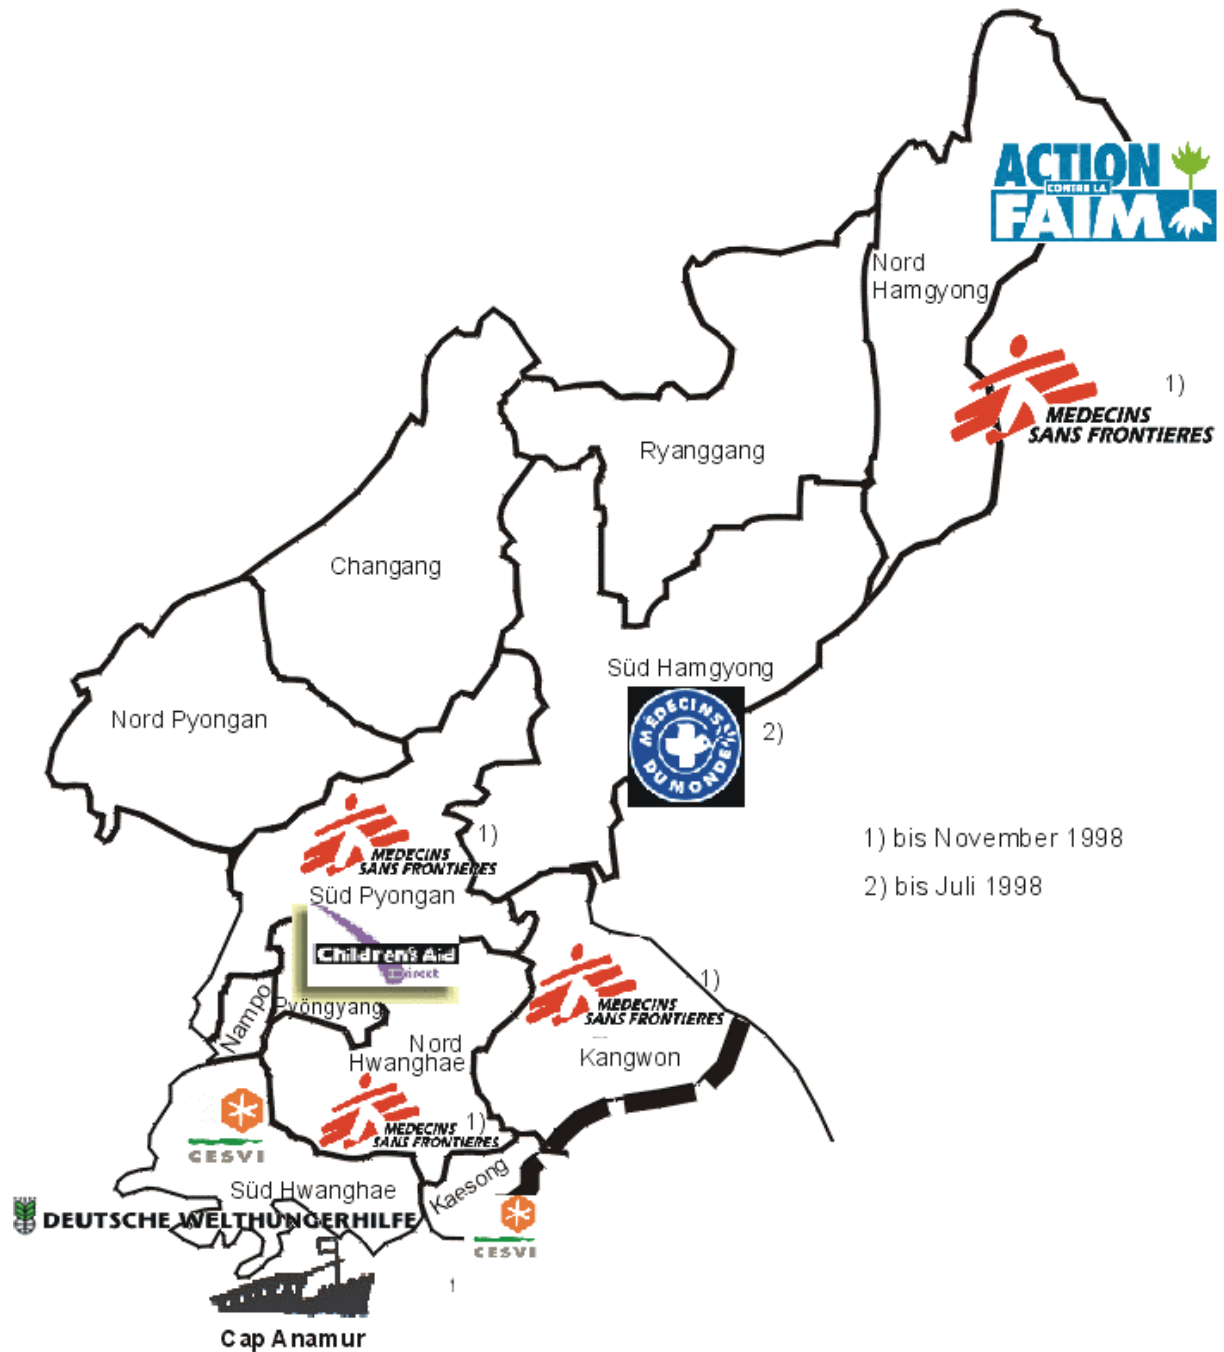 ACTION
CONTRE LA
FAIM
Nord
Hamgyong
1)
MEDECINS
SANS FRONTIERES
Ryanggang
Changang
Süd Hamgyong
MEDECINS
DU MONDE
2)
Nord Pyongan
1) bis November 1998
2) bis Juli 1998
1)
MEDECINS
SANS FRONTIERES
Süd Pyongan
Children's Aid
Direct
1)
MEDECINS
SANS FRONTIERES
Nampo
Pyöngyang
Nord
Hwanghae
Kangwon
1)
MEDECINS
SANS FRONTIERES
CESVI
Süd Hwanghae
Kaesong
DEUTSCHE WELTHUNGERHILFE
CESVI
1
Cap Anamur